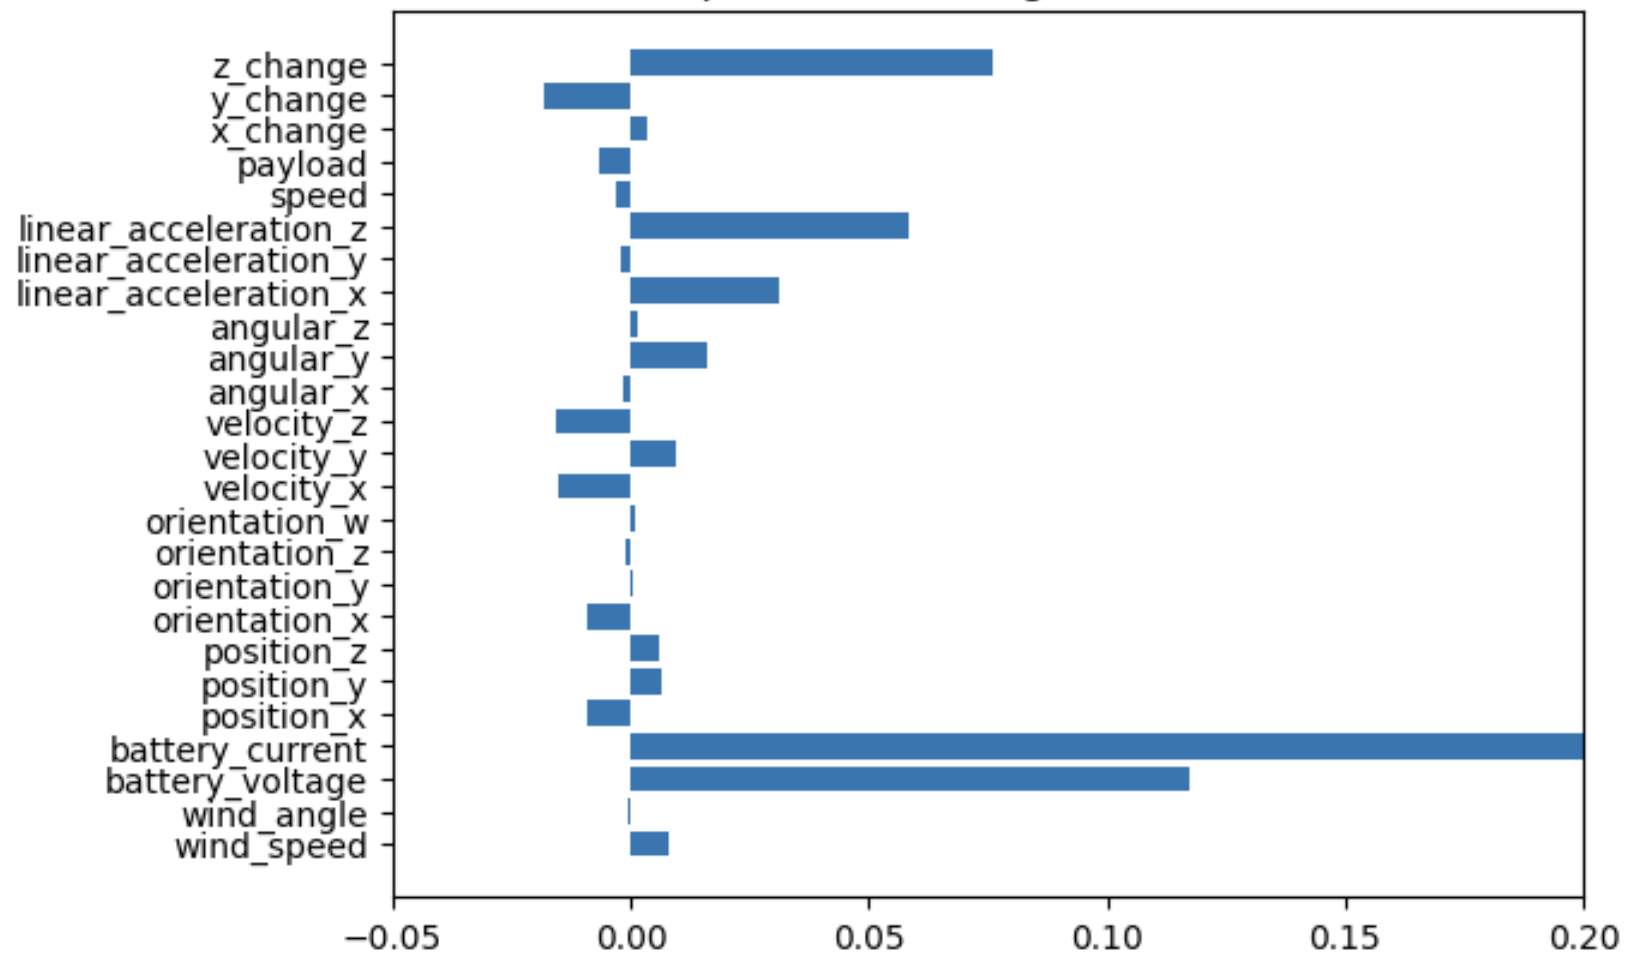 z_change
y_change
x_change
payload
speed
linear_acceleration_z
linear_acceleration_y
linear_acceleration_x
angular_z
angular_y
angular_x
velocity_z
velocity_y
velocity_x
orientation_w
orientation_z
orientation_y
orientation_x
position_z
position_y
position_x
battery_current
battery_voltage
wind_angle
wind_speed
−0.05 0.00 0.05 0.10 0.15 0.20